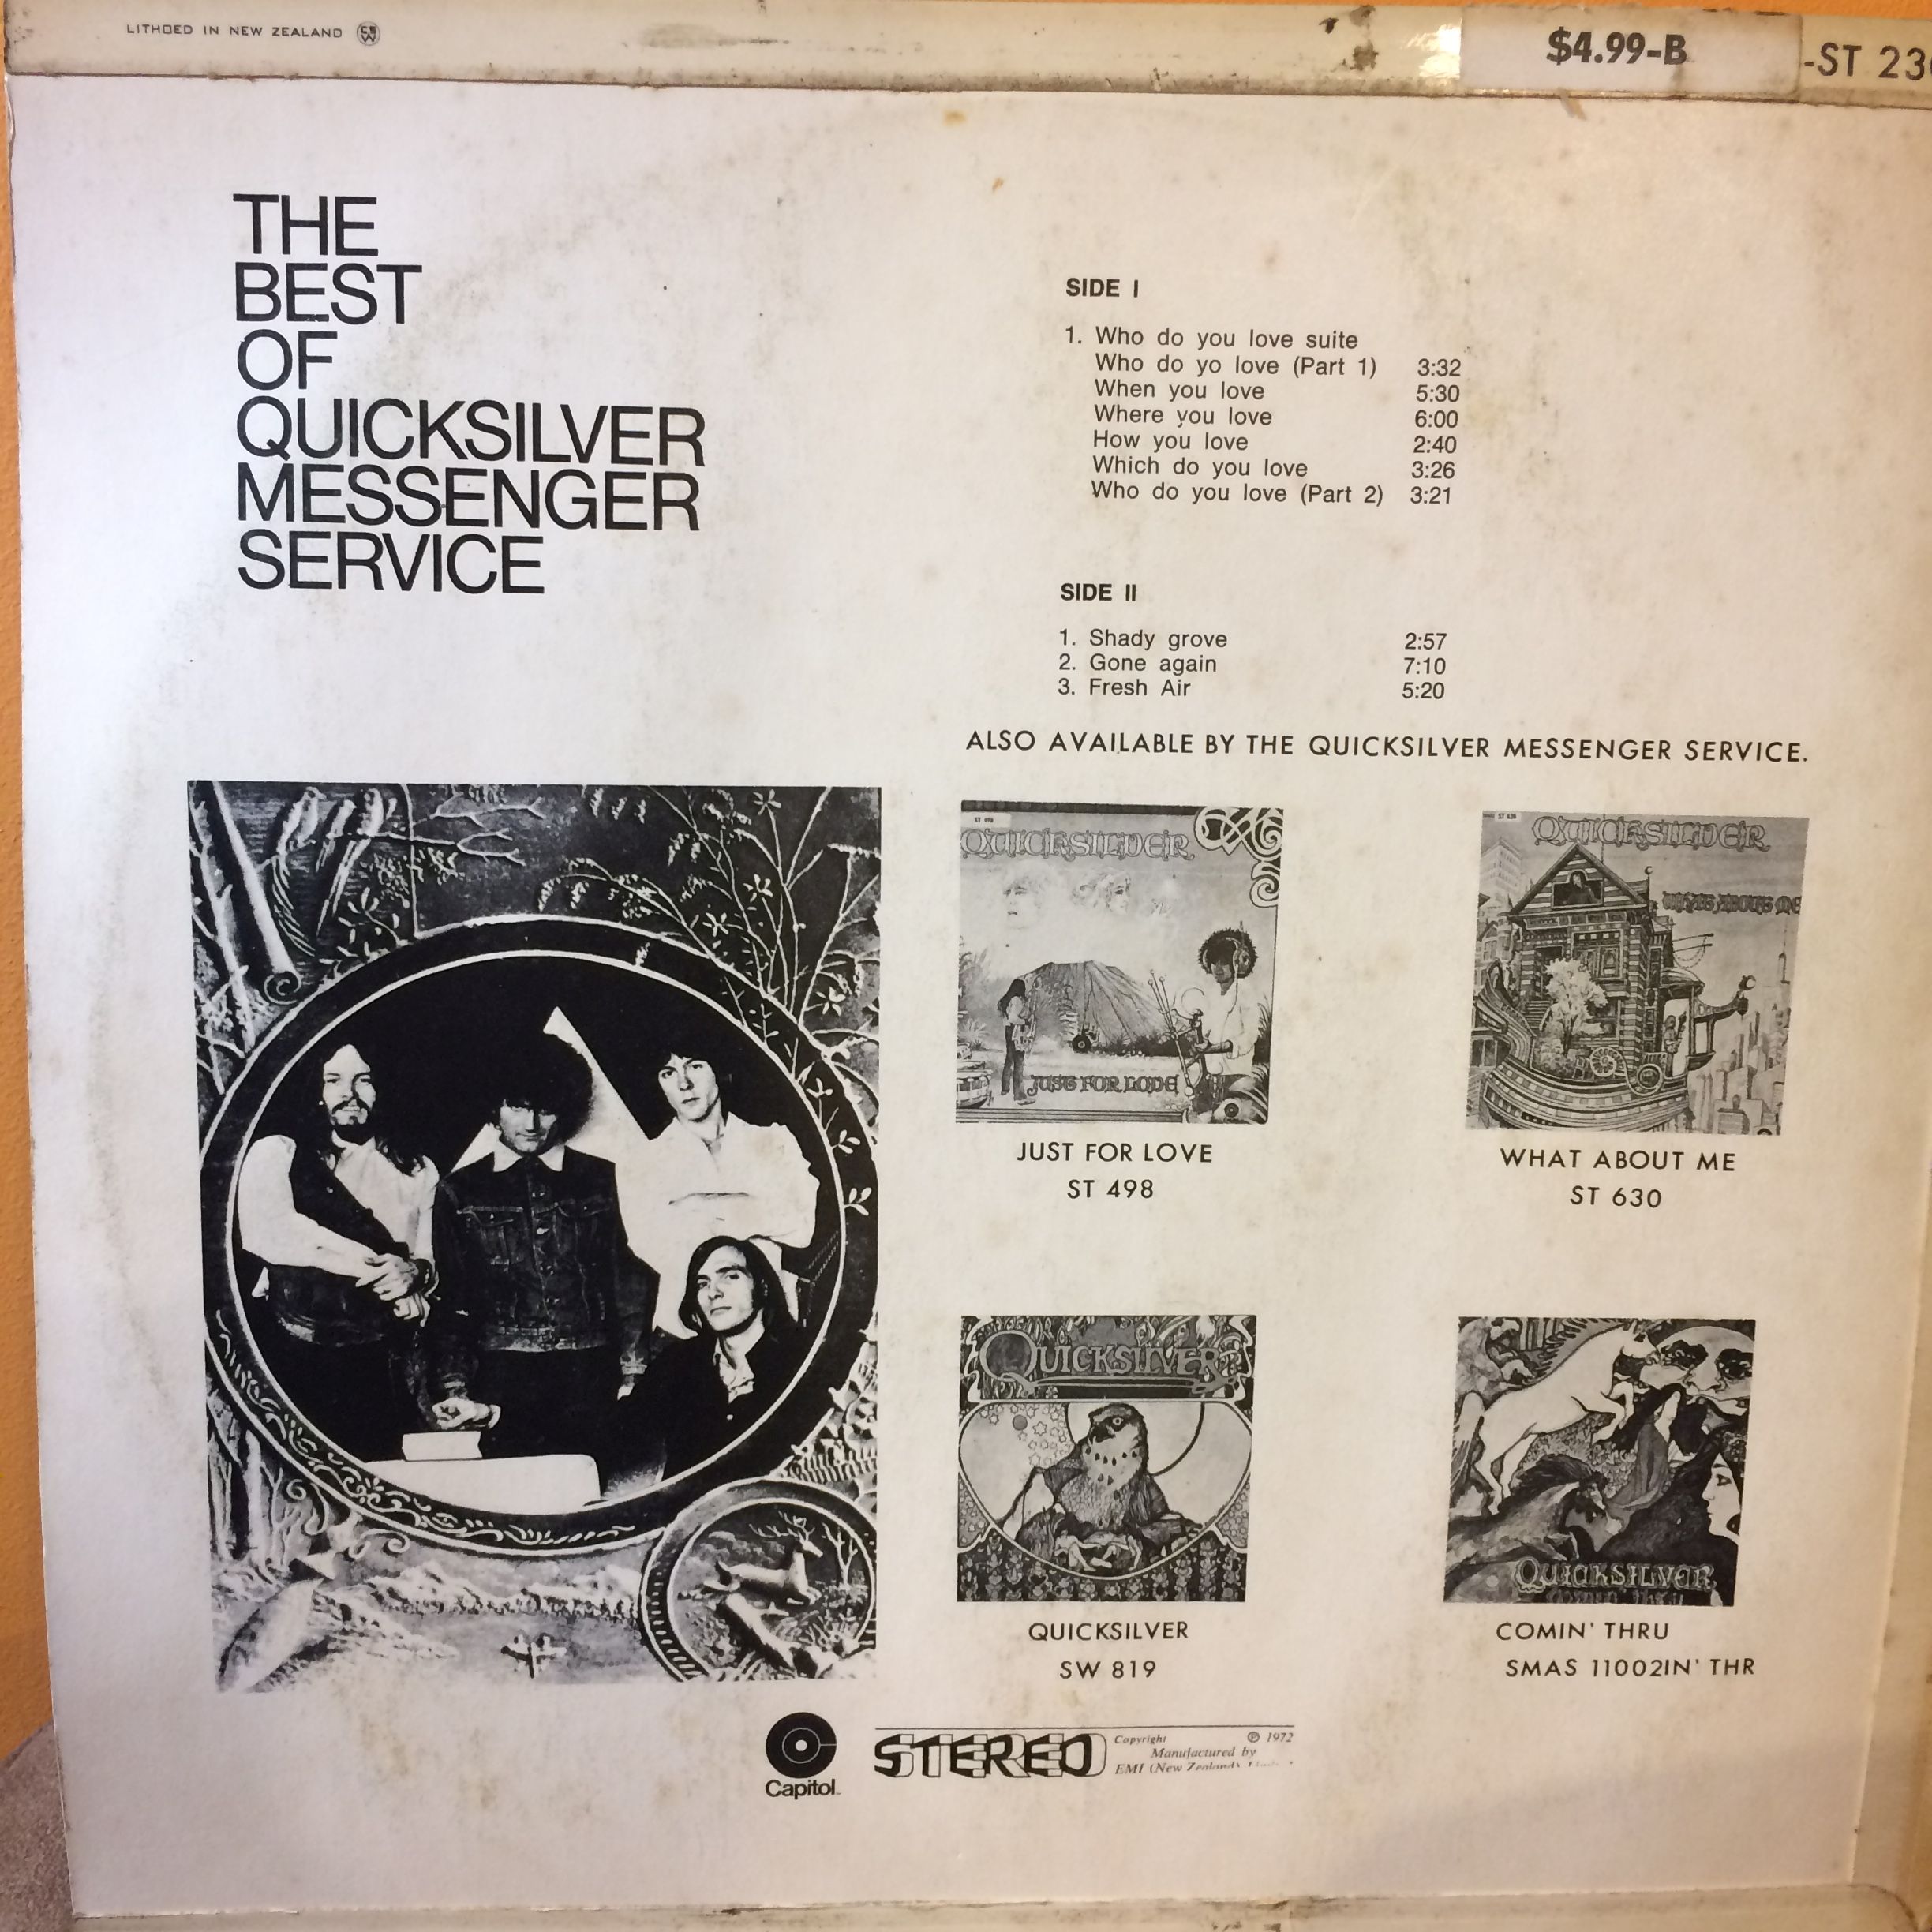 LITHOED IN NEW ZEALAND
$4.99-B
-ST 23
THE
BEST
OF
QUICKSILVER
MESSENGER
SERVICE
SIDE I
1. Who do you love suite
Who do yo love (Part 1) 3:32
When you love 5:30
Where you love 6:00
How you love 2:40
Which do you love 3:26
Who do you love (Part 2) 3:21
SIDE II
1. Shady grove 2:57
2. Gone again 7:10
3. Fresh Air 5:20
ALSO AVAILABLE BY THE QUICKSILVER MESSENGER SERVICE.
ST 498
QUICKSILVER
JUST FOR LOVE
JUST FOR LOVE
ST 498
ST 630
QUICKSILVER
WHAT ABOUT ME
WHAT ABOUT ME
ST 630
QUICKSILVER
QUICKSILVER
SW 819
QUICKSILVER
COMIN' THRU
SMAS 11002IN' THR
Capitol
STEREO
Copyright ℗ 1972
Manufactured by
EMI (New Zealand)